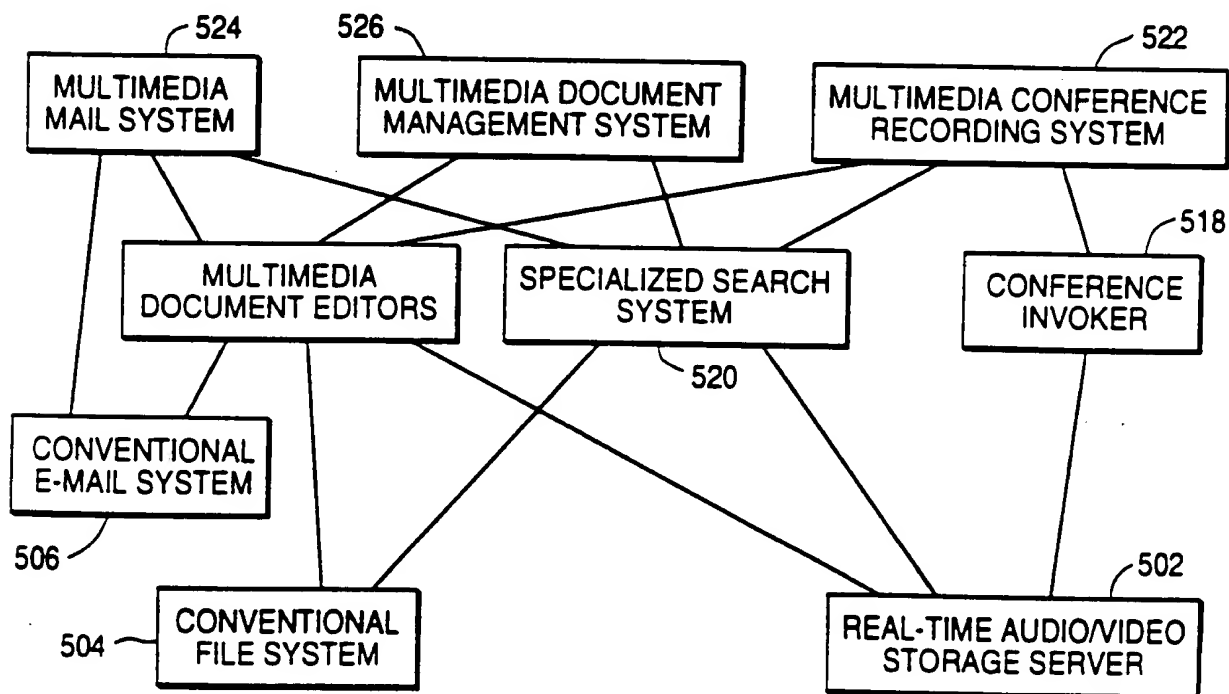 524
526
522
MULTIMEDIA
MAIL SYSTEM
MULTIMEDIA DOCUMENT
MANAGEMENT SYSTEM
MULTIMEDIA CONFERENCE
RECORDING SYSTEM
518
MULTIMEDIA
DOCUMENT EDITORS
SPECIALIZED SEARCH
SYSTEM
CONFERENCE
INVOKER
520
CONVENTIONAL
E-MAIL SYSTEM
506
502
504
CONVENTIONAL
FILE SYSTEM
REAL-TIME AUDIO/VIDEO
STORAGE SERVER